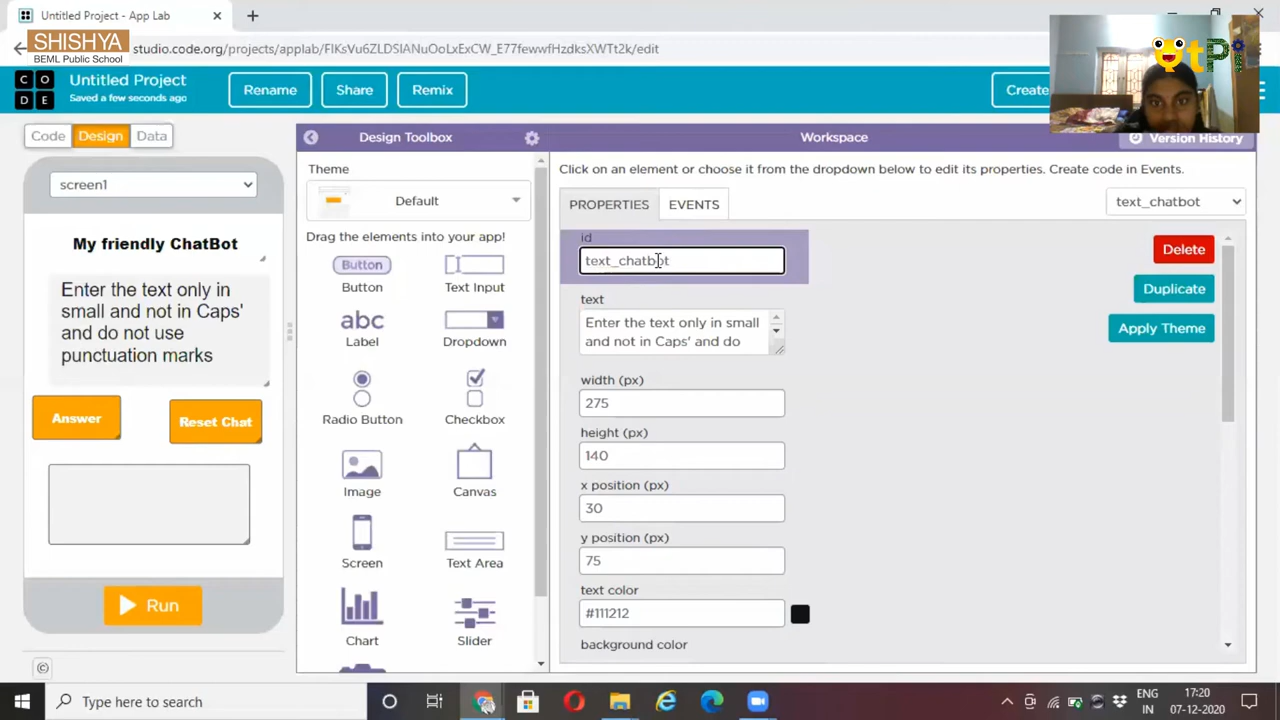 Untitled Project - App Lab
SHISHYA
BEML Public School
studio.code.org/projects/applab/FIKsVu6ZLDSIANuOoLxExCW_E77fewwfHzdksXWTt2k/edit
C O
D E
Untitled Project
Saved a few seconds ago
Rename
Share
Remix
Create
Version History
Code
Design
Data
screen1
My friendly ChatBot
Enter the text only in
small and not in Caps'
and do not use
punctuation marks
Answer
Reset Chat
Run
Design Toolbox
Theme
Default
Drag the elements into your app!
Button
Button
Text Input
abc
Label
Dropdown
Radio Button
Checkbox
Image
Canvas
Screen
Text Area
Chart
Slider
Workspace
Click on an element or choose it from the dropdown below to edit its properties. Create code in Events.
PROPERTIES
EVENTS
text_chatbot
id
text_chatbot
text
Enter the text only in small
and not in Caps' and do
width (px)
275
height (px)
140
x position (px)
30
y position (px)
75
text color
#111212
background color
Delete
Duplicate
Apply Theme
Type here to search
ENG
IN
17:20
07-12-2020